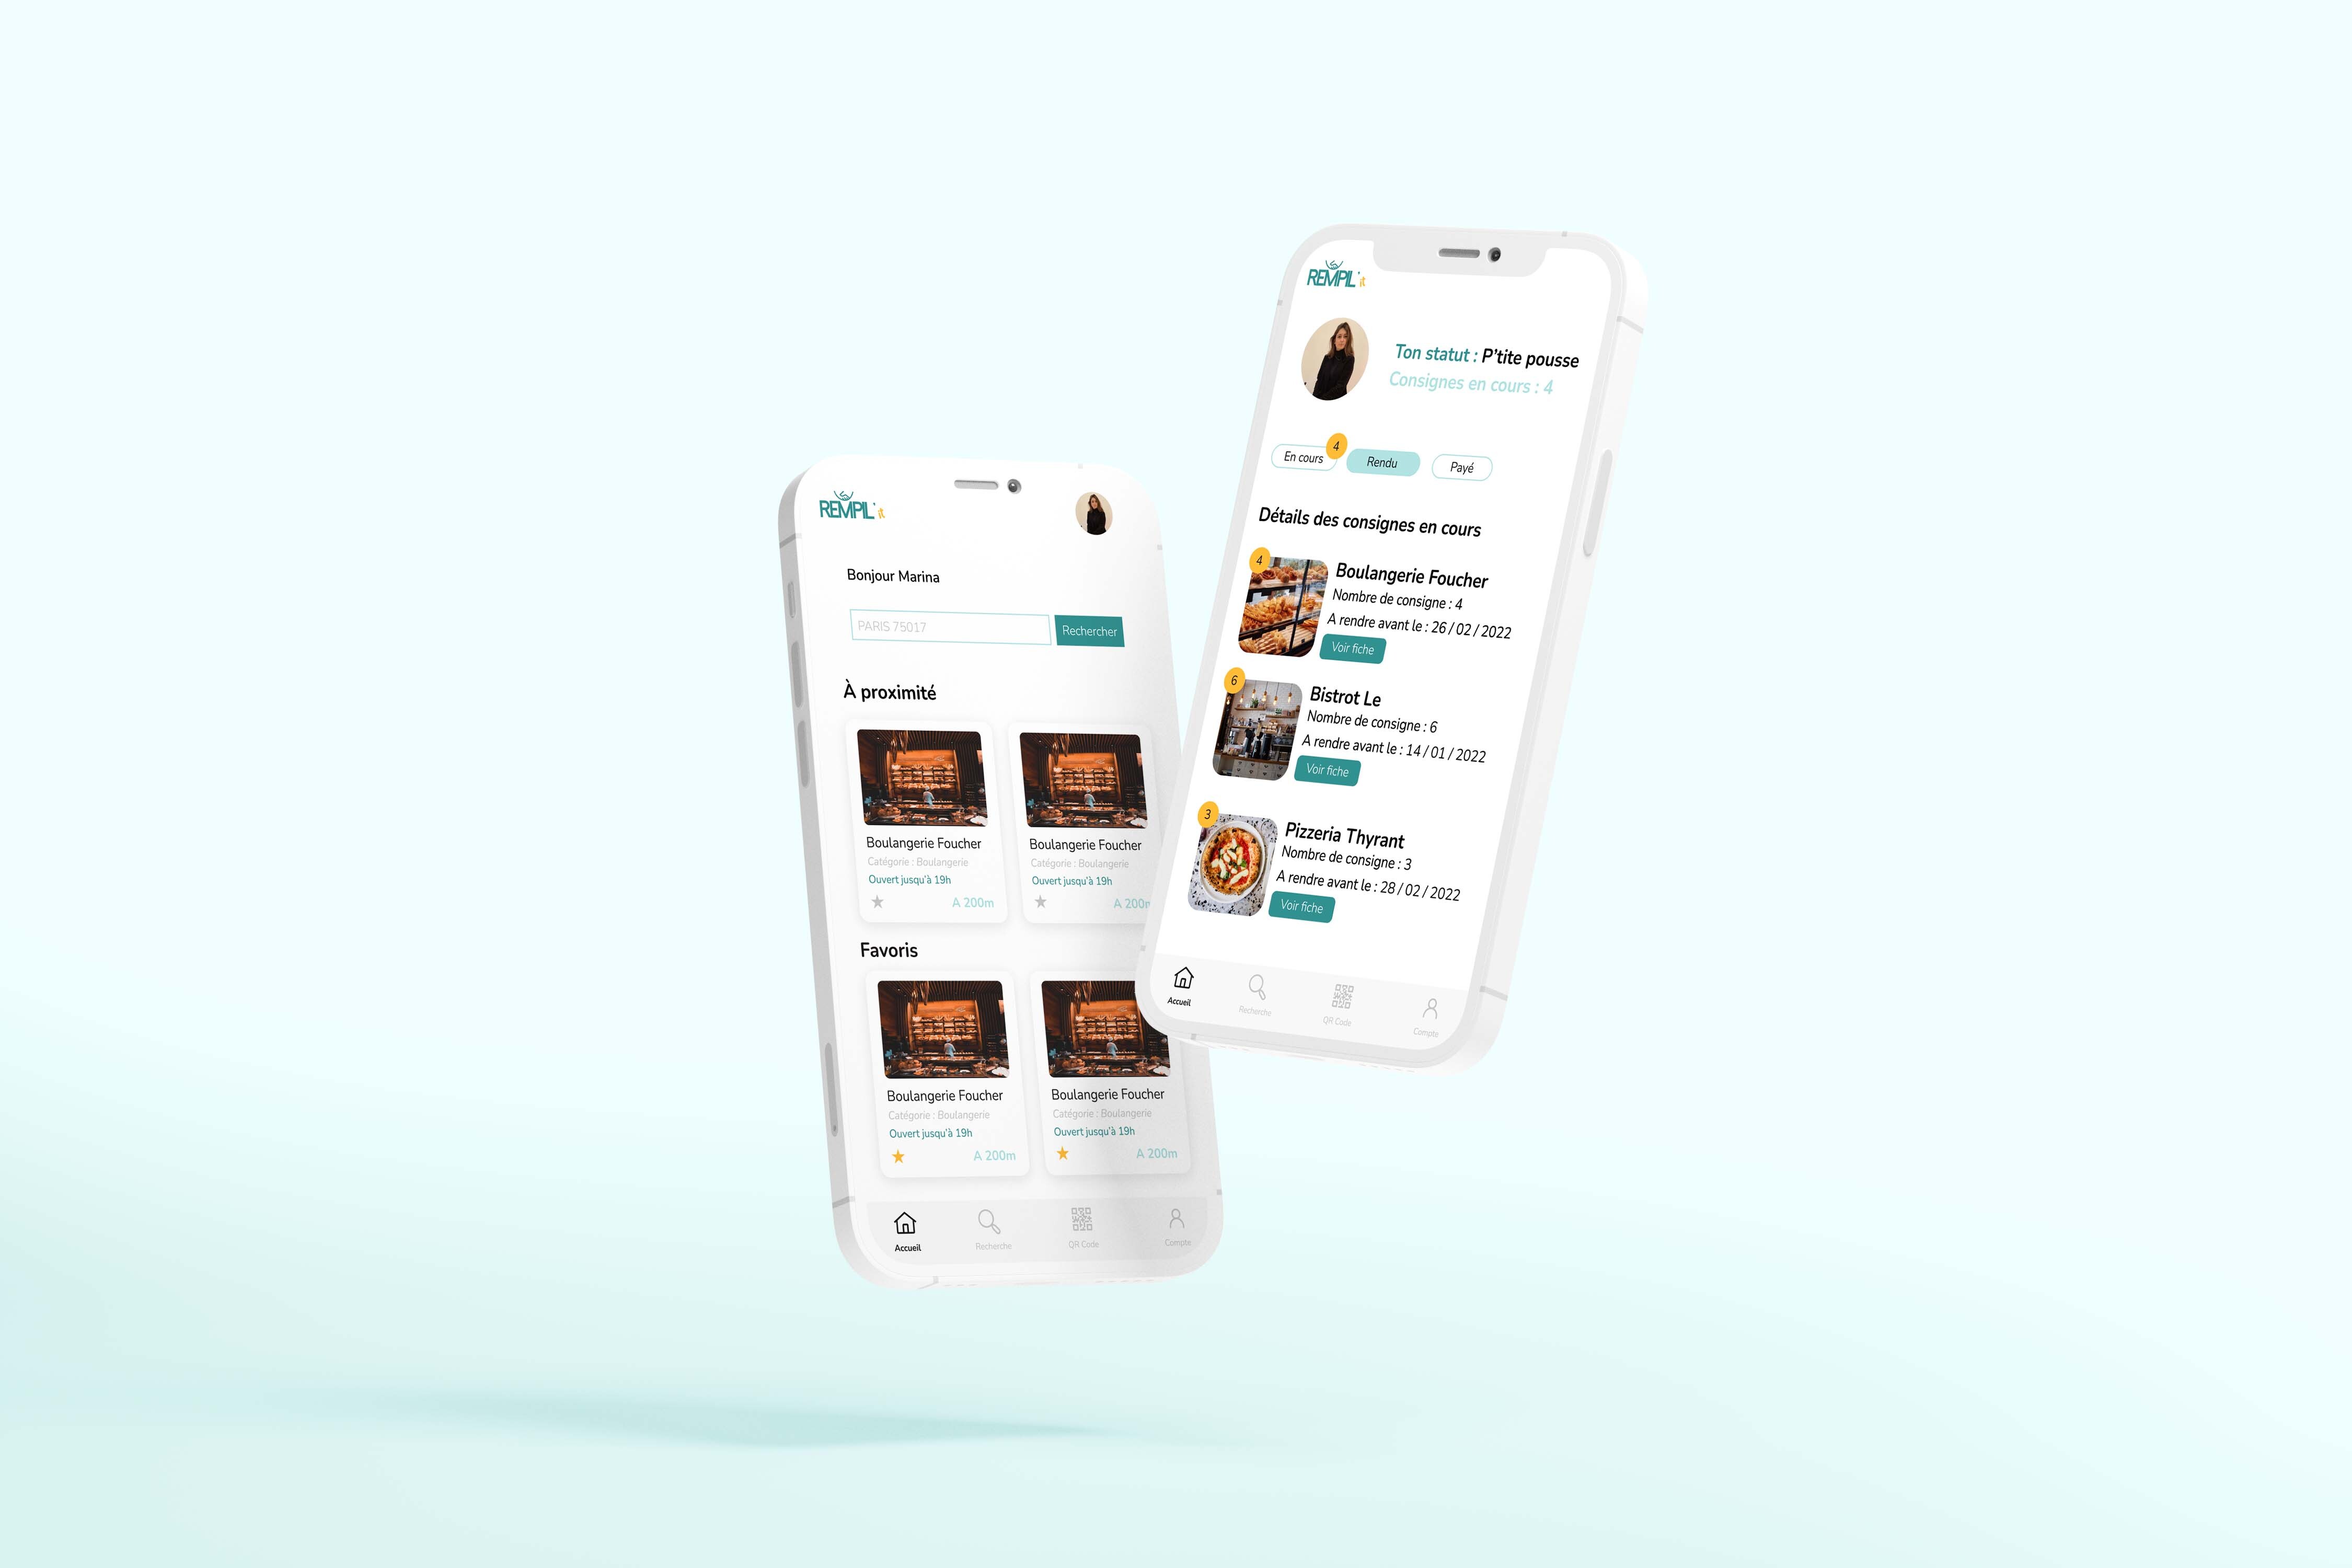 REMPIL'it
Bonjour Marina
PARIS 75017
Rechercher
À proximité
Boulangerie Foucher
Catégorie : Boulangerie
Ouvert jusqu'à 19h
A 200m
Boulangerie Foucher
Catégorie : Boulangerie
Ouvert jusqu'à 19h
A 200m
Favoris
Boulangerie Foucher
Catégorie : Boulangerie
Ouvert jusqu'à 19h
A 200m
Boulangerie Foucher
Catégorie : Boulangerie
Ouvert jusqu'à 19h
A 200m
Accueil
Recherche
QR Code
Compte
REMPIL'it
Ton statut : P'tite pousse
Consignes en cours : 4
En cours
4
Rendu
Payé
Détails des consignes en cours
4
Boulangerie Foucher
Nombre de consigne : 4
A rendre avant le : 26 / 02 / 2022
Voir fiche
6
Bistrot Le
Nombre de consigne : 6
A rendre avant le : 14 / 01 / 2022
Voir fiche
3
Pizzeria Thyrant
Nombre de consigne : 3
A rendre avant le : 28 / 02 / 2022
Voir fiche
Accueil
Recherche
QR Code
Compte